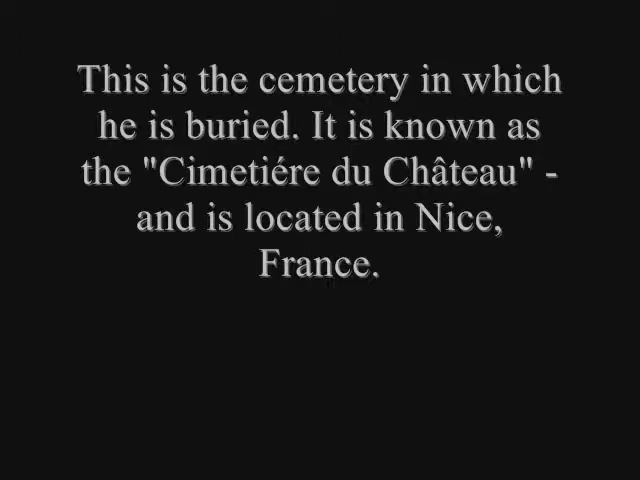 This is the cemetery in which
he is buried. It is known as
the "Cimetiére du Château" -
and is located in Nice,
France.